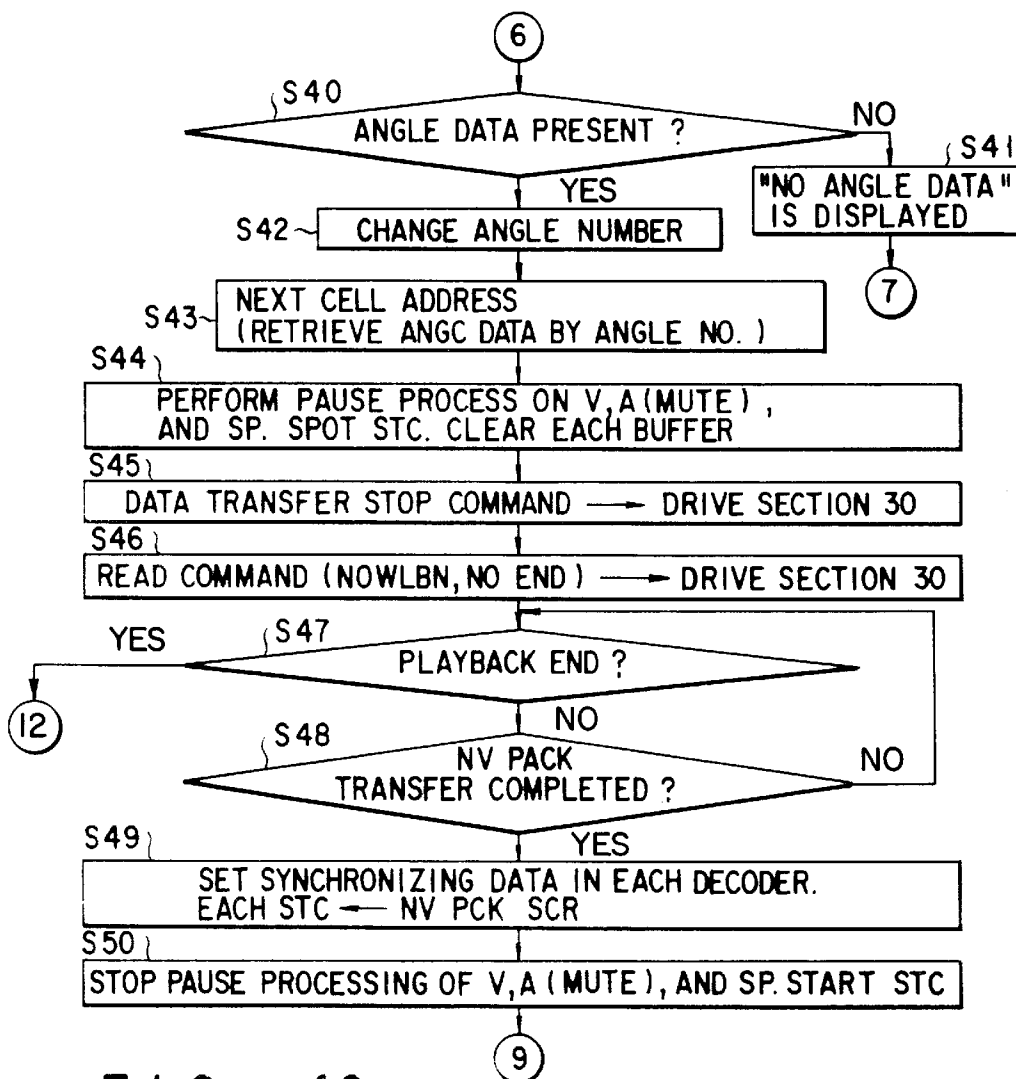 6
S40
ANGLE DATA PRESENT ?
NO
YES
S41
"NO ANGLE DATA"
IS DISPLAYED
7
S42
CHANGE ANGLE NUMBER
S43
NEXT CELL ADDRESS
(RETRIEVE ANGC DATA BY ANGLE NO. )
S44
PERFORM PAUSE PROCESS ON V,A(MUTE) ,
AND SP. SPOT STC. CLEAR EACH BUFFER
S45
DATA TRANSFER STOP COMMAND → DRIVE SECTION 30
S46
READ COMMAND (NOWLBN,NO END) → DRIVE SECTION 30
S47
YES
PLAYBACK END ?
12
NO
S48
NV PACK
TRANSFER COMPLETED ?
NO
YES
S49
SET SYNCHRONIZING DATA IN EACH DECODER.
EACH STC ← NV PCK SCR
S50
STOP PAUSE PROCESSING OF V,A (MUTE), AND SP. START STC
9